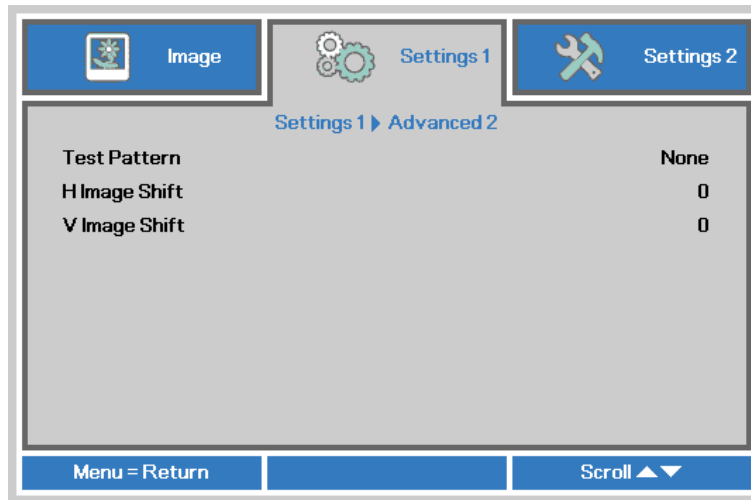 Image Settings 1 Settings 2
Settings 1 ▶ Advanced 2
Test Pattern None
H Image Shift 0
V Image Shift 0
Menu = Return Scroll ▲▼